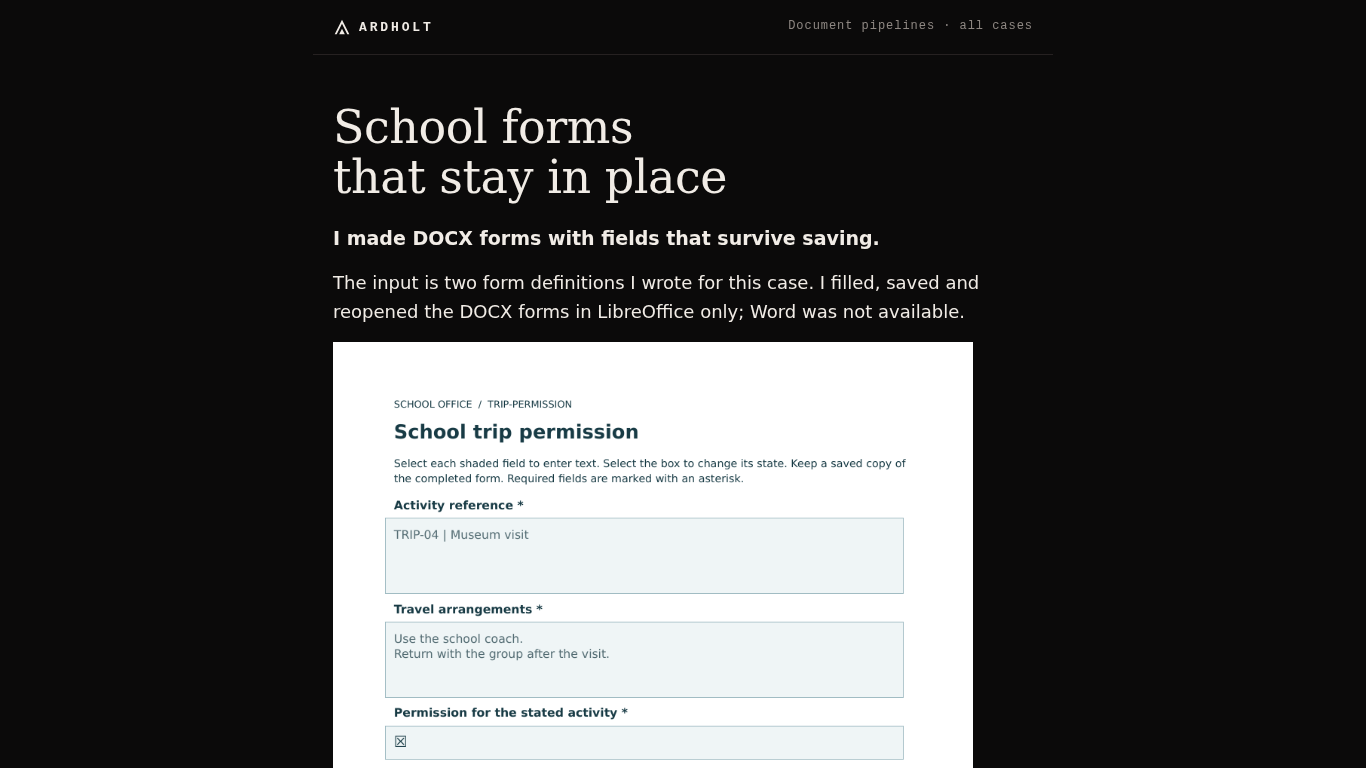 ARDHOLT
Document pipelines · all cases
School forms
that stay in place
I made DOCX forms with fields that survive saving.
The input is two form definitions I wrote for this case. I filled, saved and
reopened the DOCX forms in LibreOffice only; Word was not available.
SCHOOL OFFICE / TRIP-PERMISSION
School trip permission
Select each shaded field to enter text. Select the box to change its state. Keep a saved copy of
the completed form. Required fields are marked with an asterisk.
Activity reference *
TRIP-04 | Museum visit
Travel arrangements *
Use the school coach.
Return with the group after the visit.
Permission for the stated activity *
☒